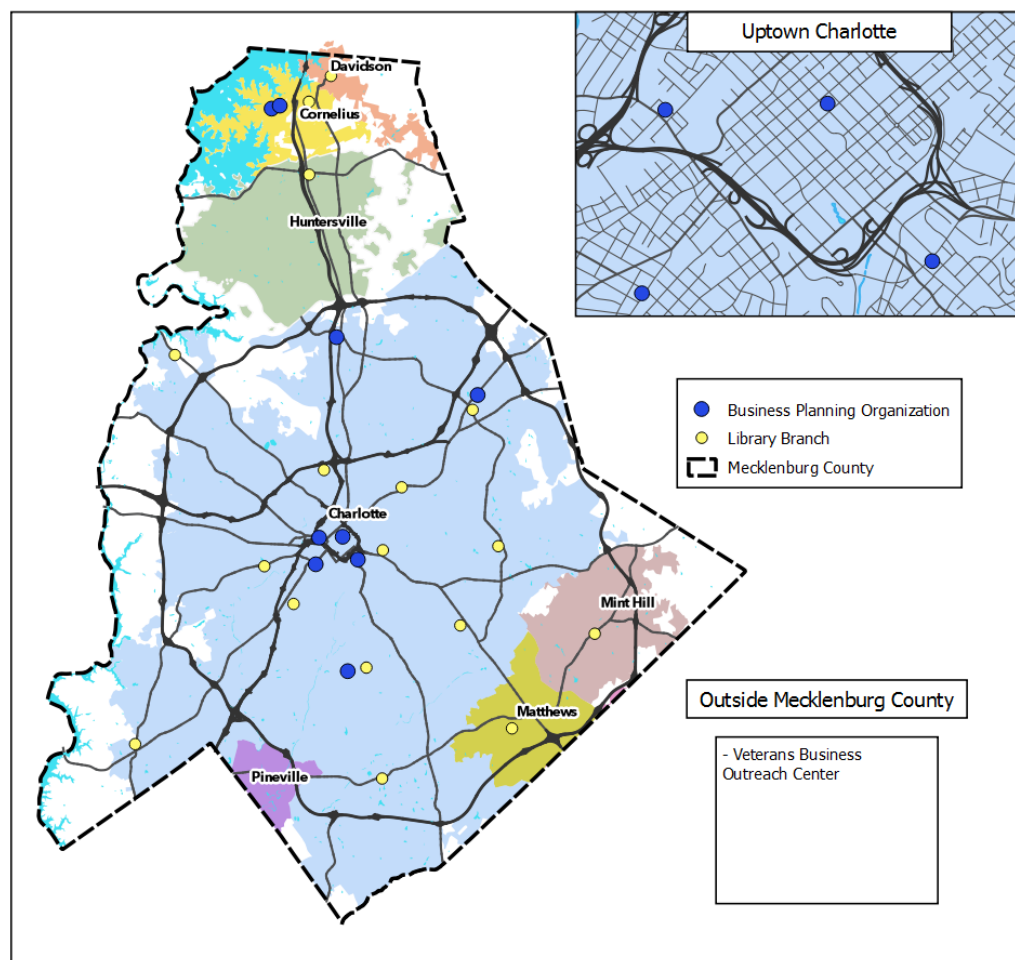 Uptown Charlotte
Davidson
Cornelius
Huntersville
Charlotte
Mint Hill
Matthews
Pineville
Business Planning Organization
Library Branch
Mecklenburg County
Outside Mecklenburg County
- Veterans Business
Outreach Center